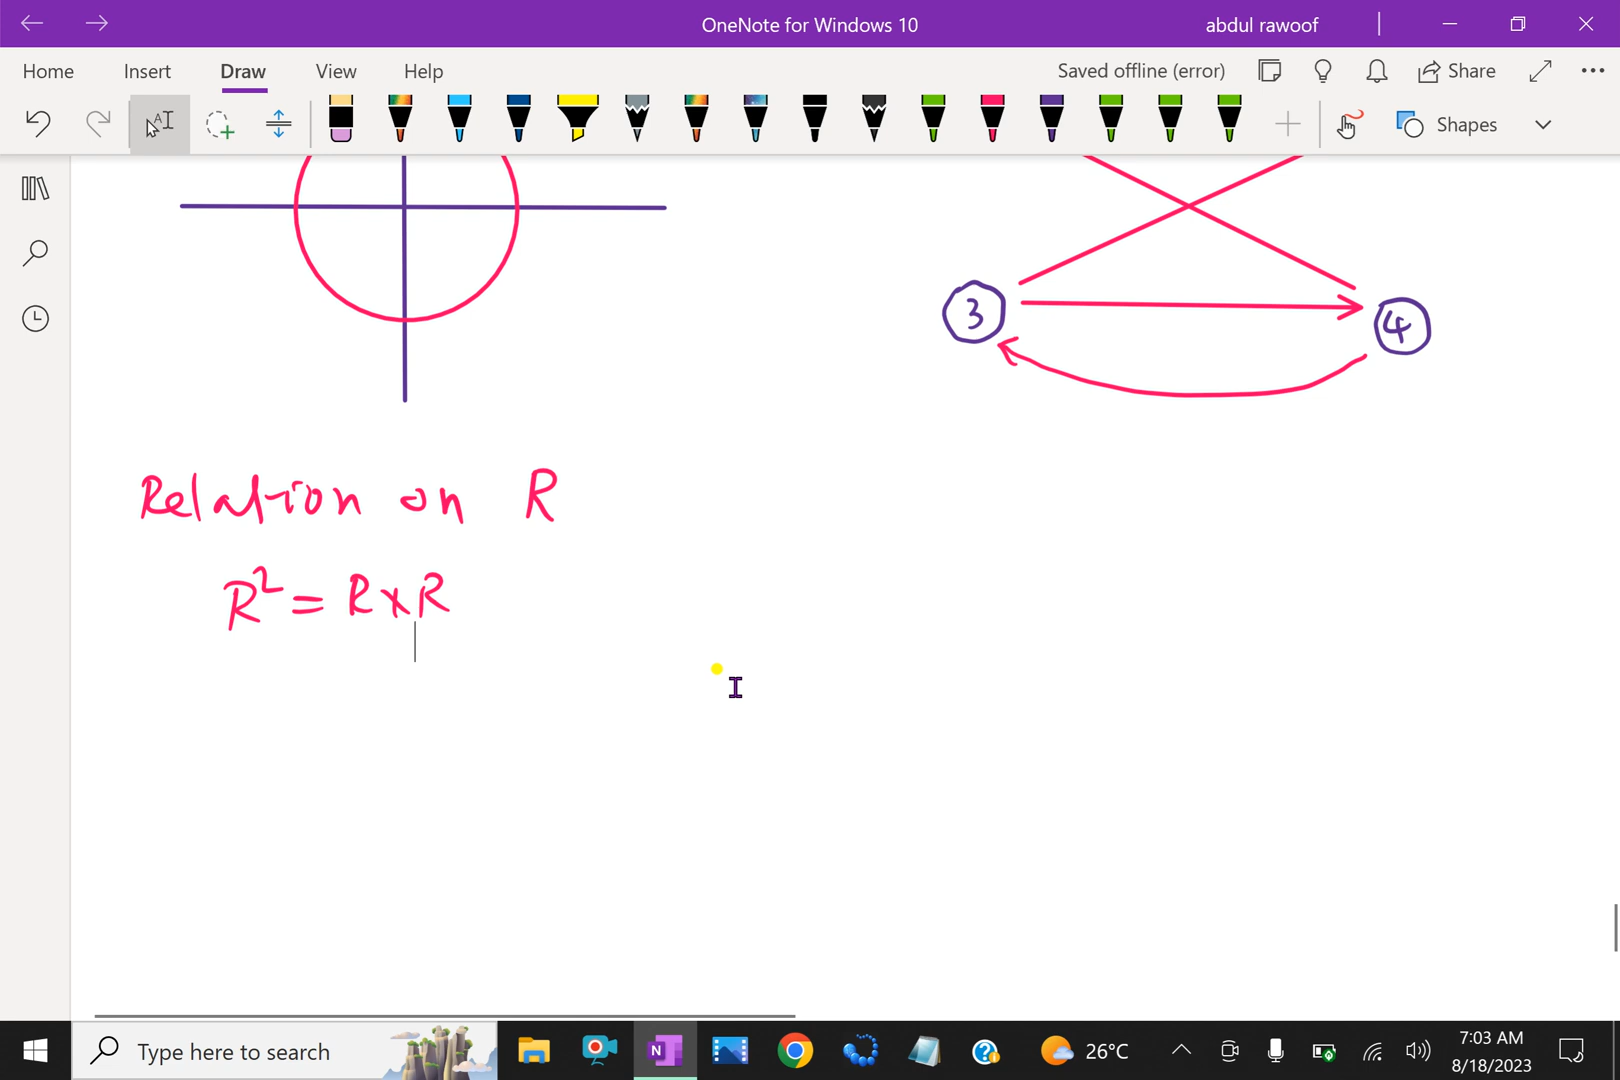 OneNote for Windows 10
abdul rawoof
Home
Insert
Draw
View
Help
Saved offline (error)
Share
Shapes
3
4
Relation on R
R² = R×R
Type here to search
26°C
7:03 AM
8/18/2023